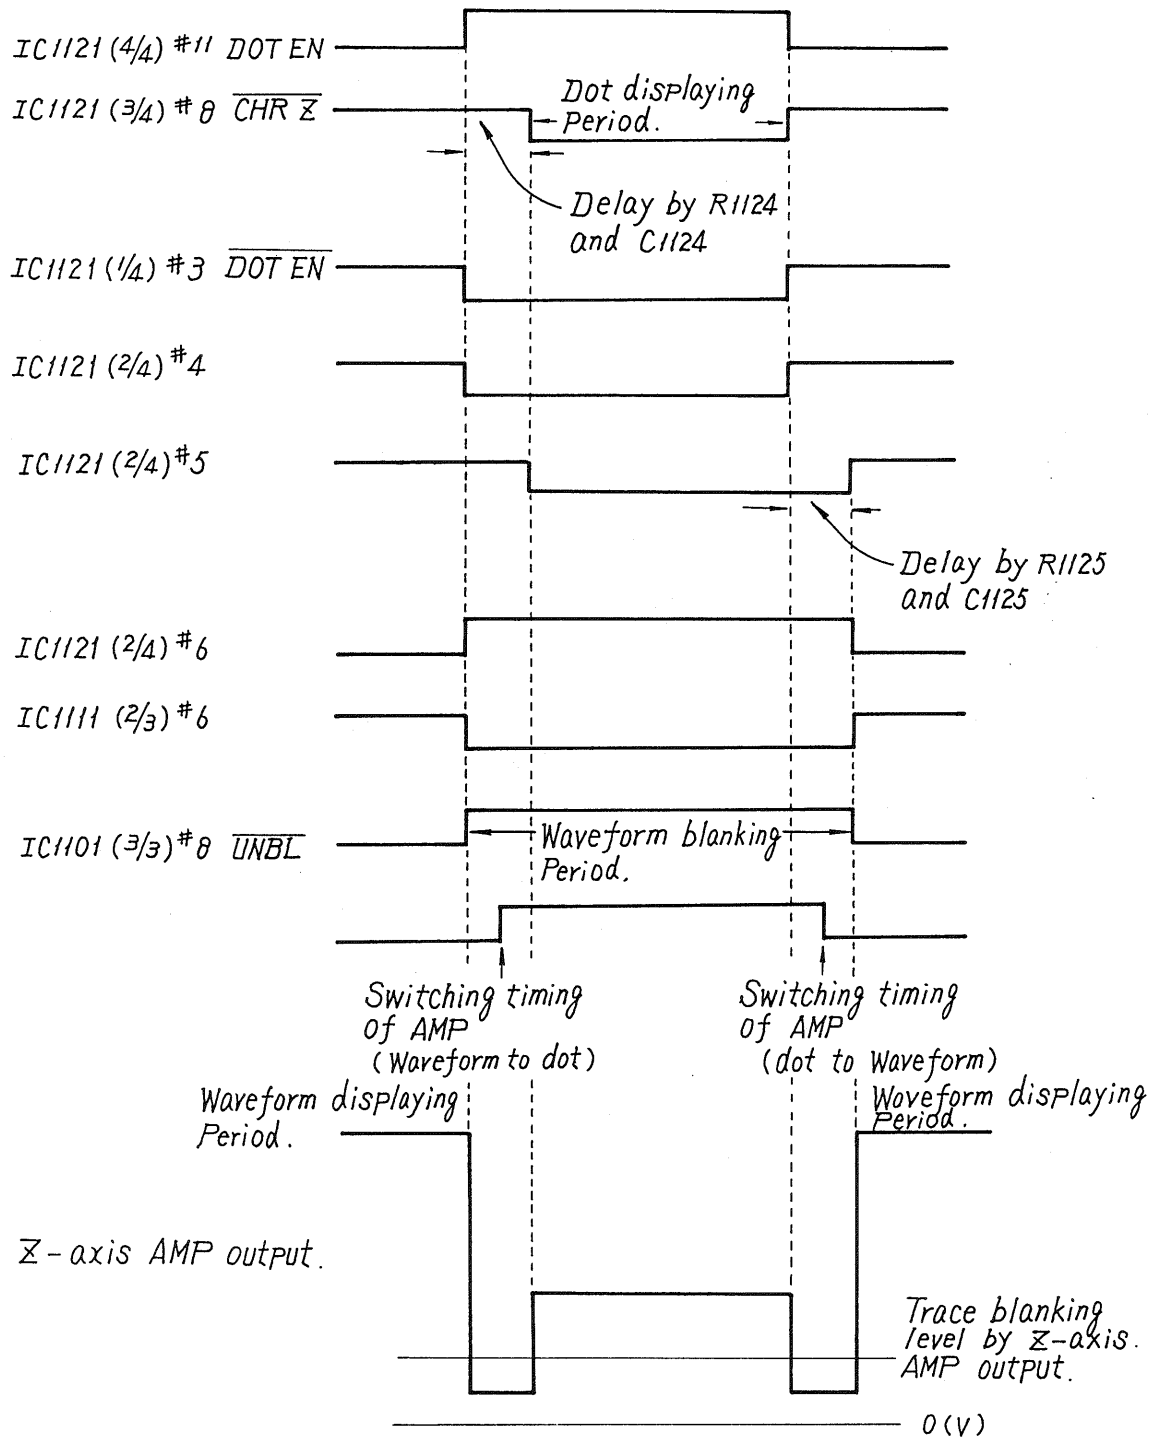 IC1121 (4/4) #11 DOT EN
IC1121 (3/4) #8 CHR Z
Dot displaying
Period.
Delay by R1124
and C1124
IC1121 (1/4) #3 DOT EN
IC1121 (2/4) #4
IC1121 (2/4) #5
Delay by R1125
and C1125
IC1121 (2/4) #6
IC1111 (2/3) #6
IC1101 (3/3) #8 UNBL
Waveform blanking
Period.
Switching timing
of AMP
(Waveform to dot)
Switching timing
of AMP
(dot to Waveform)
Waveform displaying
Period.
Waveform displaying
Period.
Z-axis AMP output.
Trace blanking
level by Z-axis.
AMP output.
0(V)